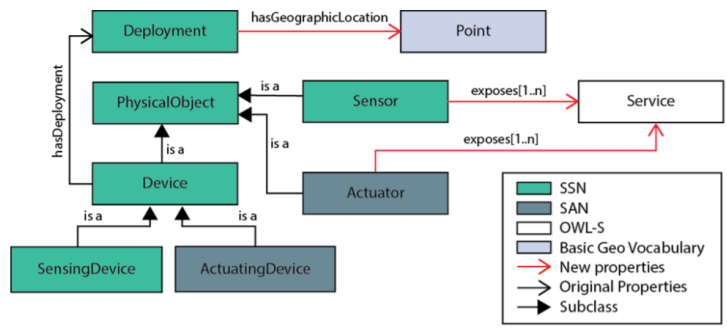 Deployment
hasGeographicLocation
Point
hasDeployment
PhysicalObject
is a
Sensor
exposes[1..n]
Service
is a
is a
exposes[1..n]
Device
Actuator
is a
is a
SensingDevice
ActuatingDevice
SSN
SAN
OWL-S
Basic Geo Vocabulary
New properties
Original Properties
Subclass